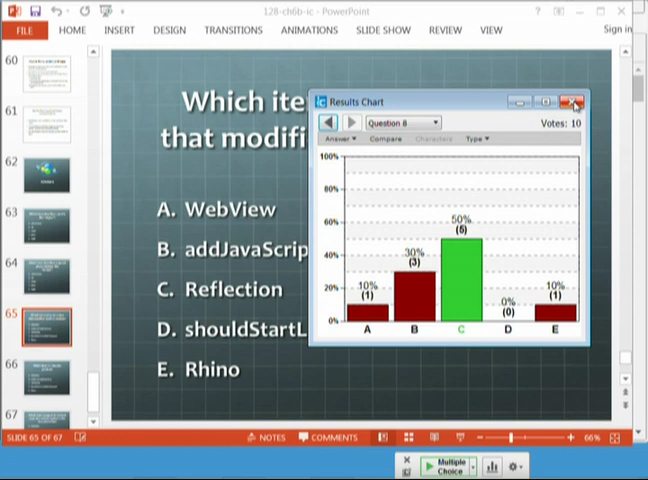 128-ch6b-ic - PowerPoint
FILE HOME INSERT DESIGN TRANSITIONS ANIMATIONS SLIDE SHOW REVIEW VIEW Sign in
60
61
62
63
64
65
66
67
Which ite
that modifi
A. WebView
B. addJavaScrip
C. Reflection
D. shouldStartL
E. Rhino
Results Chart
Question 8
Votes: 10
Answer Compare Characters Type
100%
80%
60%
40%
20%
0%
10%
(1)
30%
(3)
50%
(5)
0%
(0)
10%
(1)
A B C D E
SLIDE 65 OF 67 NOTES COMMENTS 66%
Multiple
Choice